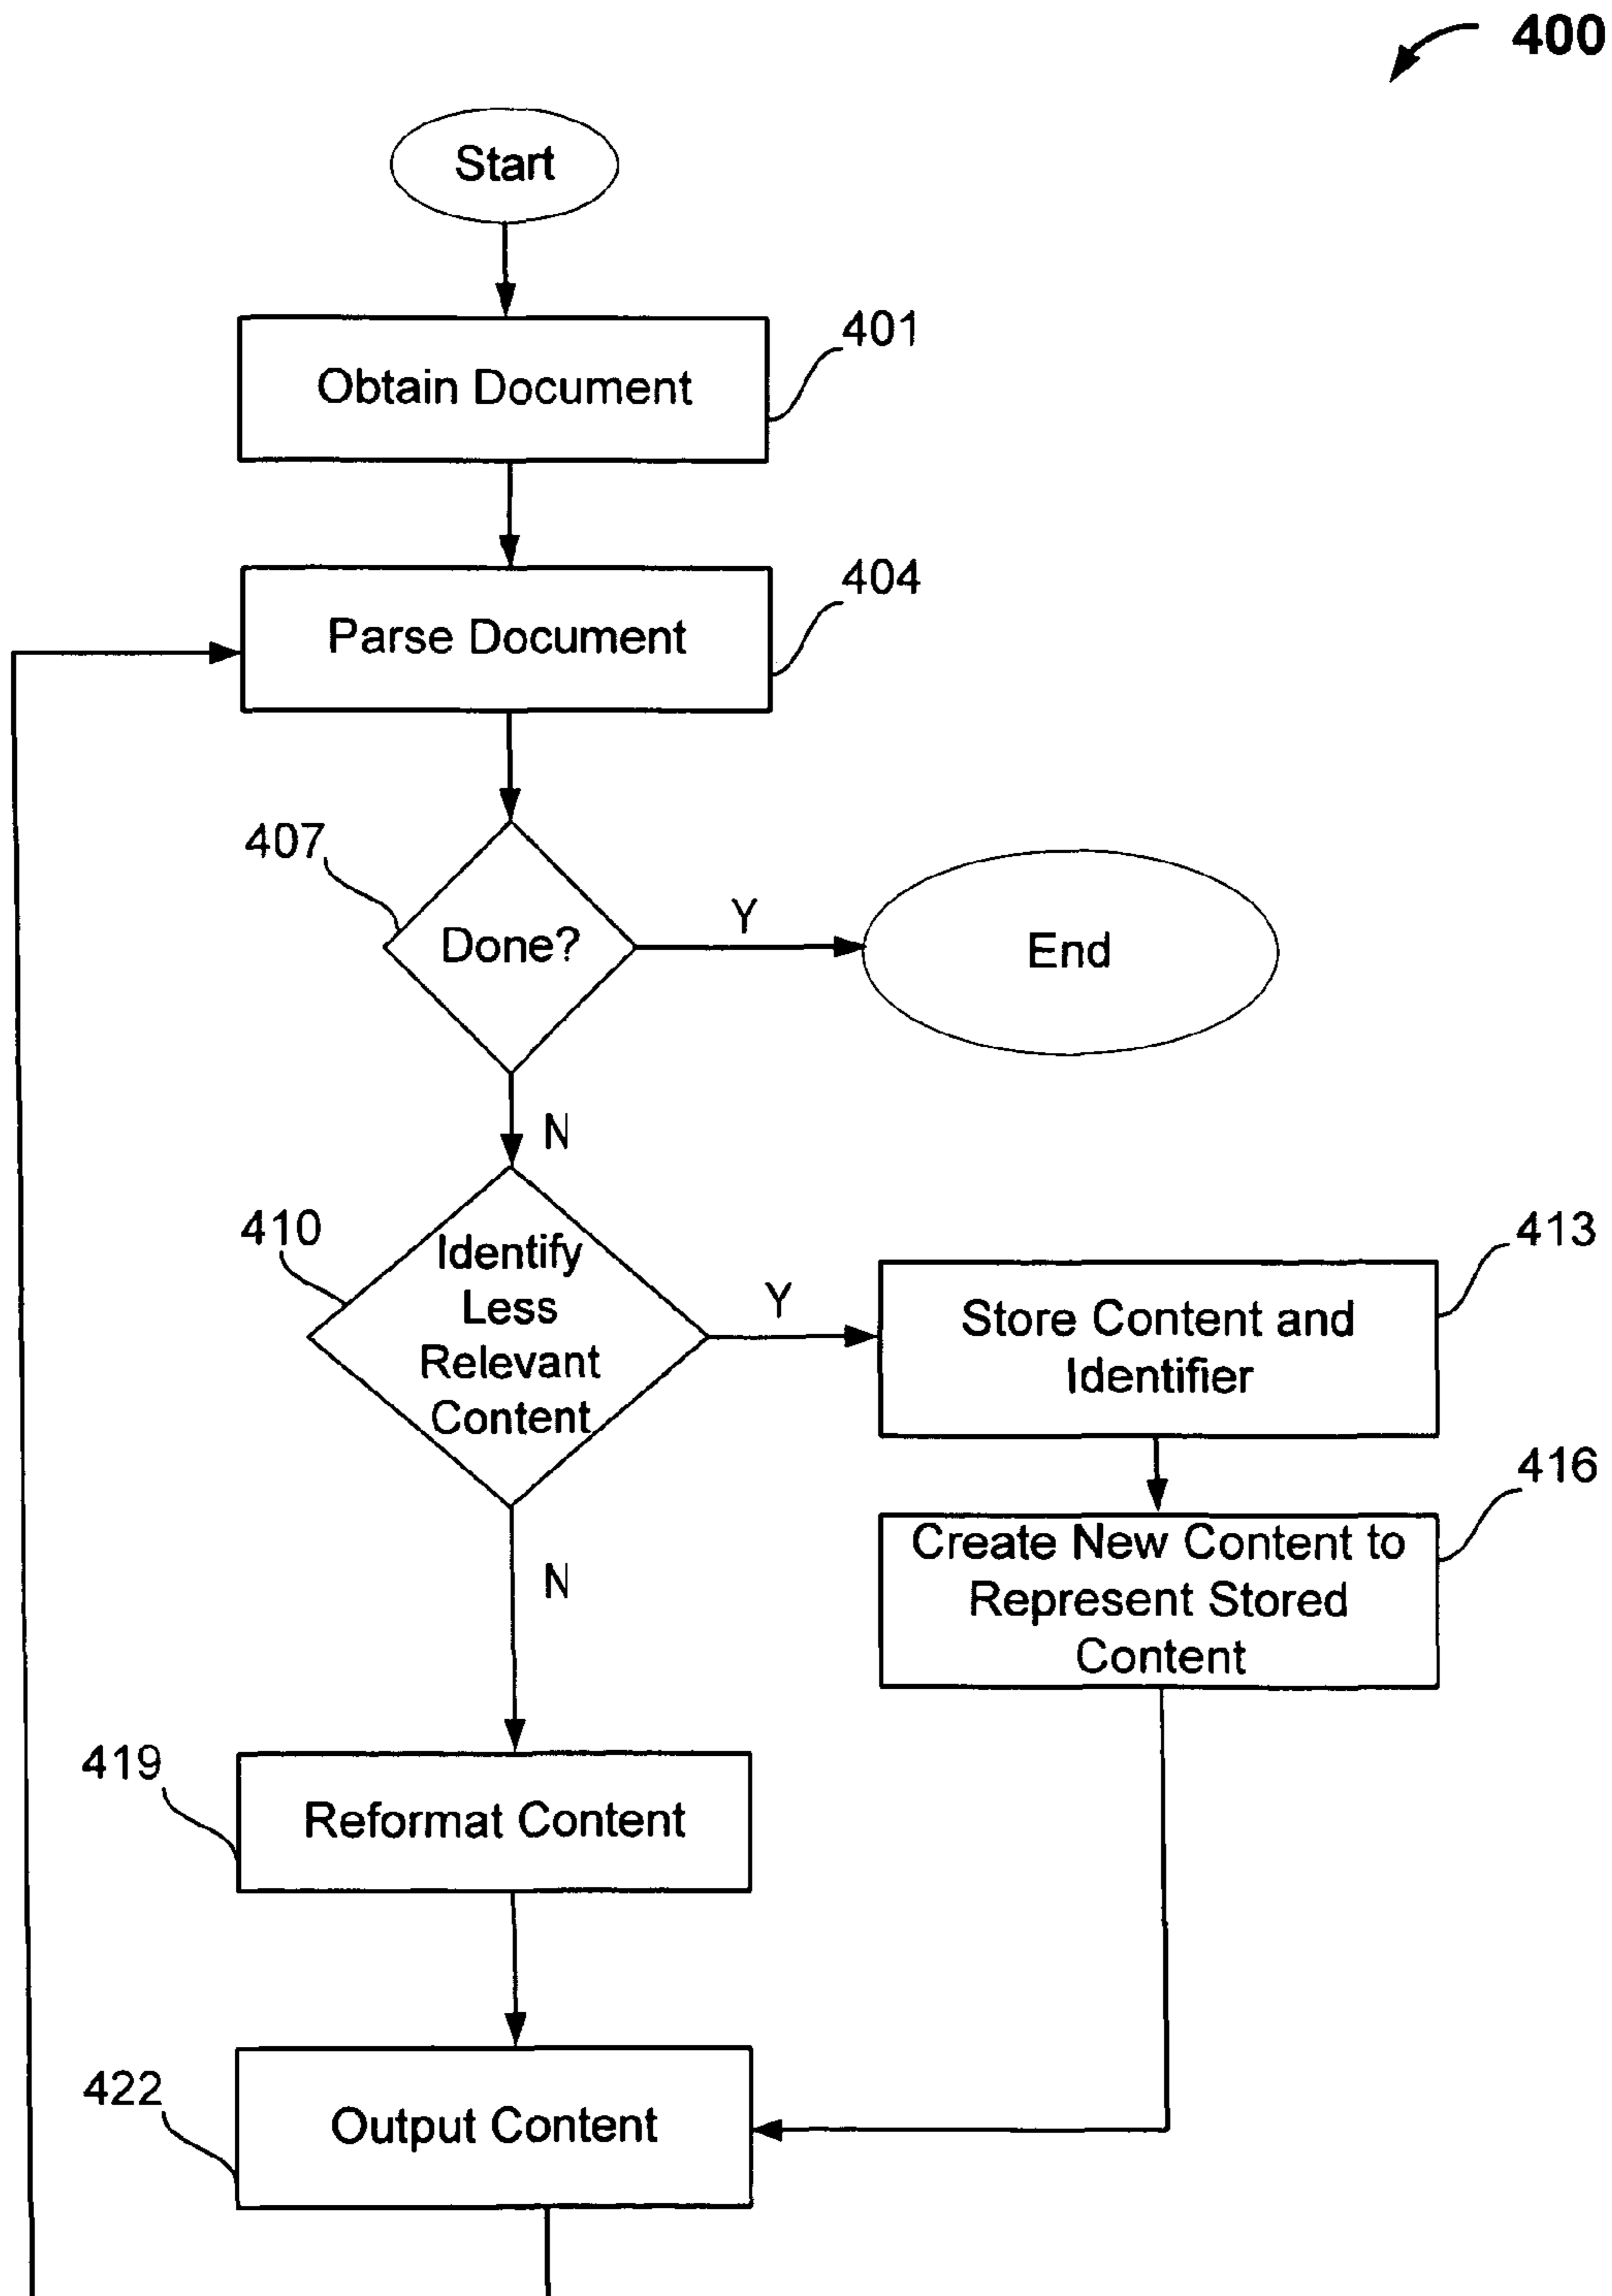 400
Start
401
Obtain Document
404
Parse Document
407
Done?
Y
End
N
410
Identify
Less
Relevant
Content
Y
413
Store Content and
Identifier
416
Create New Content to
Represent Stored
Content
N
419
Reformat Content
422
Output Content